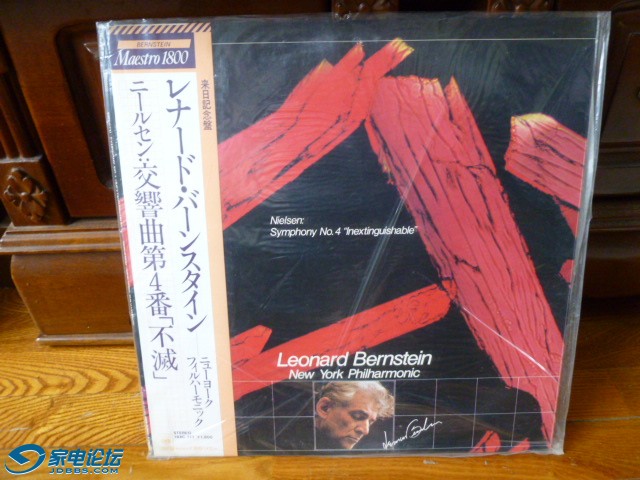 BERNSTEIN
Maestro 1800
来日記念盤
レナード・バーンスタイン
ニールセン:交響曲第4番「不滅」
ニューヨーク
フィルハーモニック
Nielsen:
Symphony No. 4 "Inextinguishable"
Leonard Bernstein
New York Philharmonic
家电论坛
JDBBS.COM